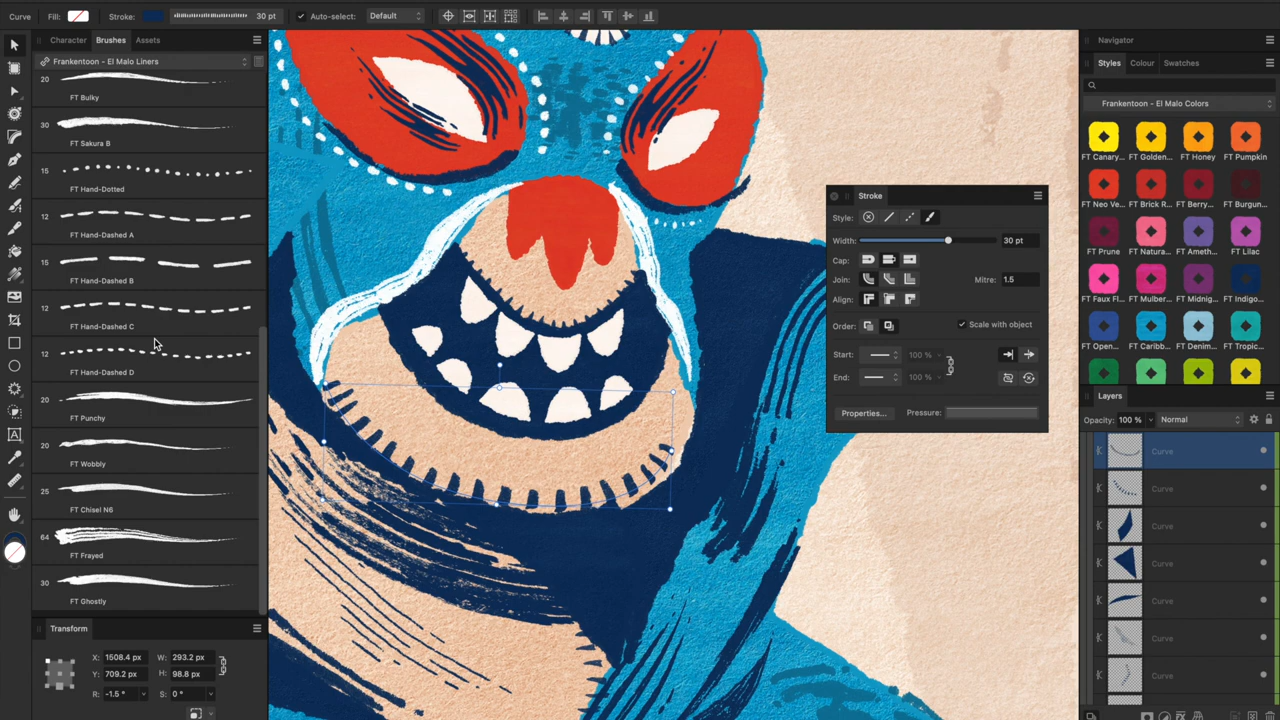 Curve Fill: Stroke: 30 pt Auto-select: Default
Character Brushes Assets
Frankentoon - El Malo Liners
20
FT Bulky
30
FT Sakura B
15
FT Hand-Dotted
12
FT Hand-Dashed A
15
FT Hand-Dashed B
12
FT Hand-Dashed C
12
FT Hand-Dashed D
20
FT Punchy
20
FT Wobbly
25
FT Chisel N6
64
FT Frayed
30
FT Ghostly
Transform
X: 1508.4 px W: 293.2 px
Y: 709.2 px H: 98.8 px
R: -1.5 ° S: 0 °
Stroke
Style:
Width: 30 pt
Cap:
Join: Mitre: 1.5
Align:
Order: Scale with object
Start: 100 %
End: 100 %
Properties... Pressure:
Navigator
Styles Colour Swatches
Frankentoon - El Malo Colors
FT Canary... FT Golden... FT Honey FT Pumpkin
FT Neo Ve... FT Brick R... FT Berry... FT Burgun...
FT Prune FT Natura... FT Ameth... FT Lilac
FT Faux Fl... FT Mulber... FT Midnig... FT Indigo...
FT Open... FT Caribb... FT Denim... FT Tropic...
Layers
Opacity: 100 % Normal
Curve
Curve
Curve
Curve
Curve
Curve
Curve